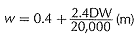 w = 0.4 + 2.4DW/20,000 (m)